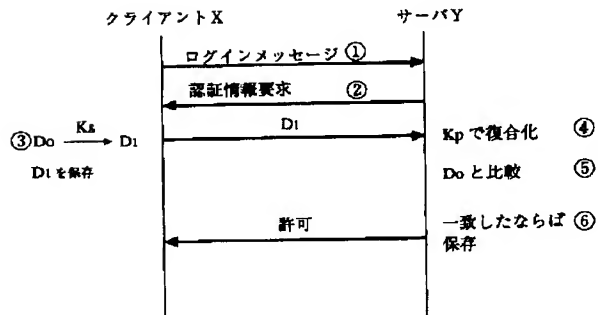 クライアントX サーバY
ログインメッセージ ①
認証情報要求 ②
③Do Ks D1 D1 Kpで復合化 ④
D1を保存 Doと比較 ⑤
許可 一致したならば ⑥
保存